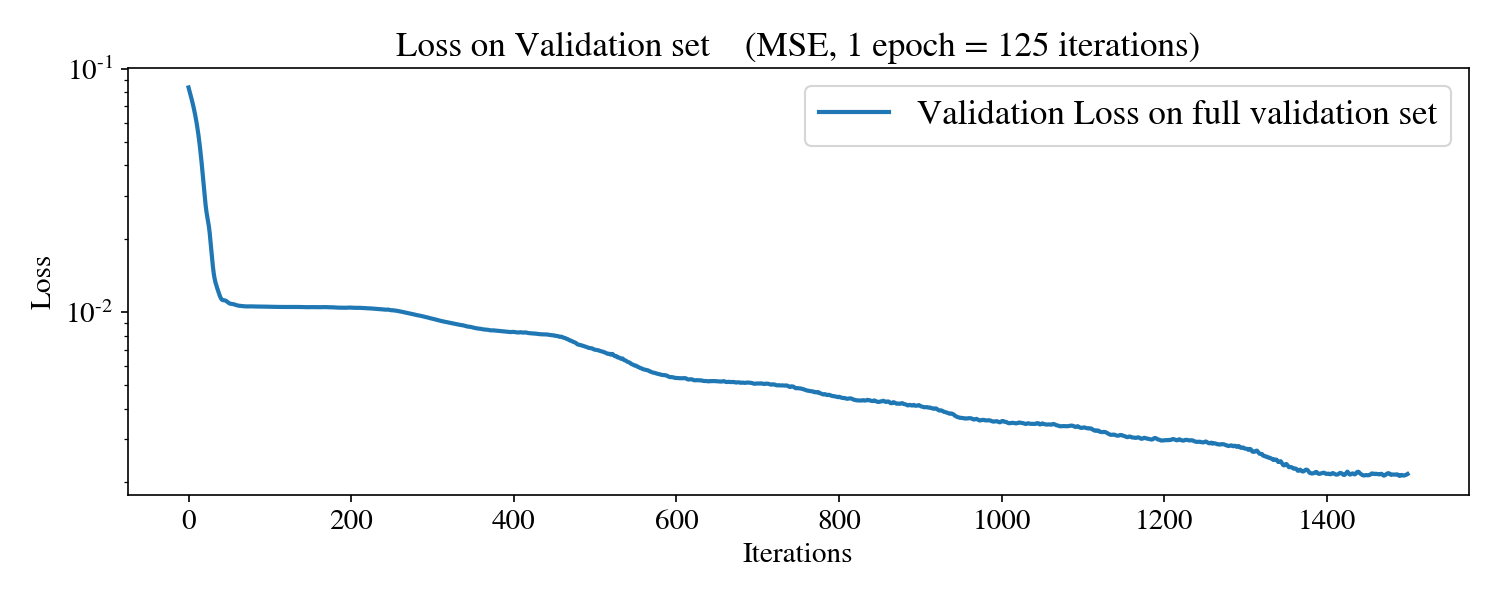 Loss on Validation set (MSE, 1 epoch = 125 iterations)
Validation Loss on full validation set
10^-1
10^-2
Loss
0 200 400 600 800 1000 1200 1400
Iterations